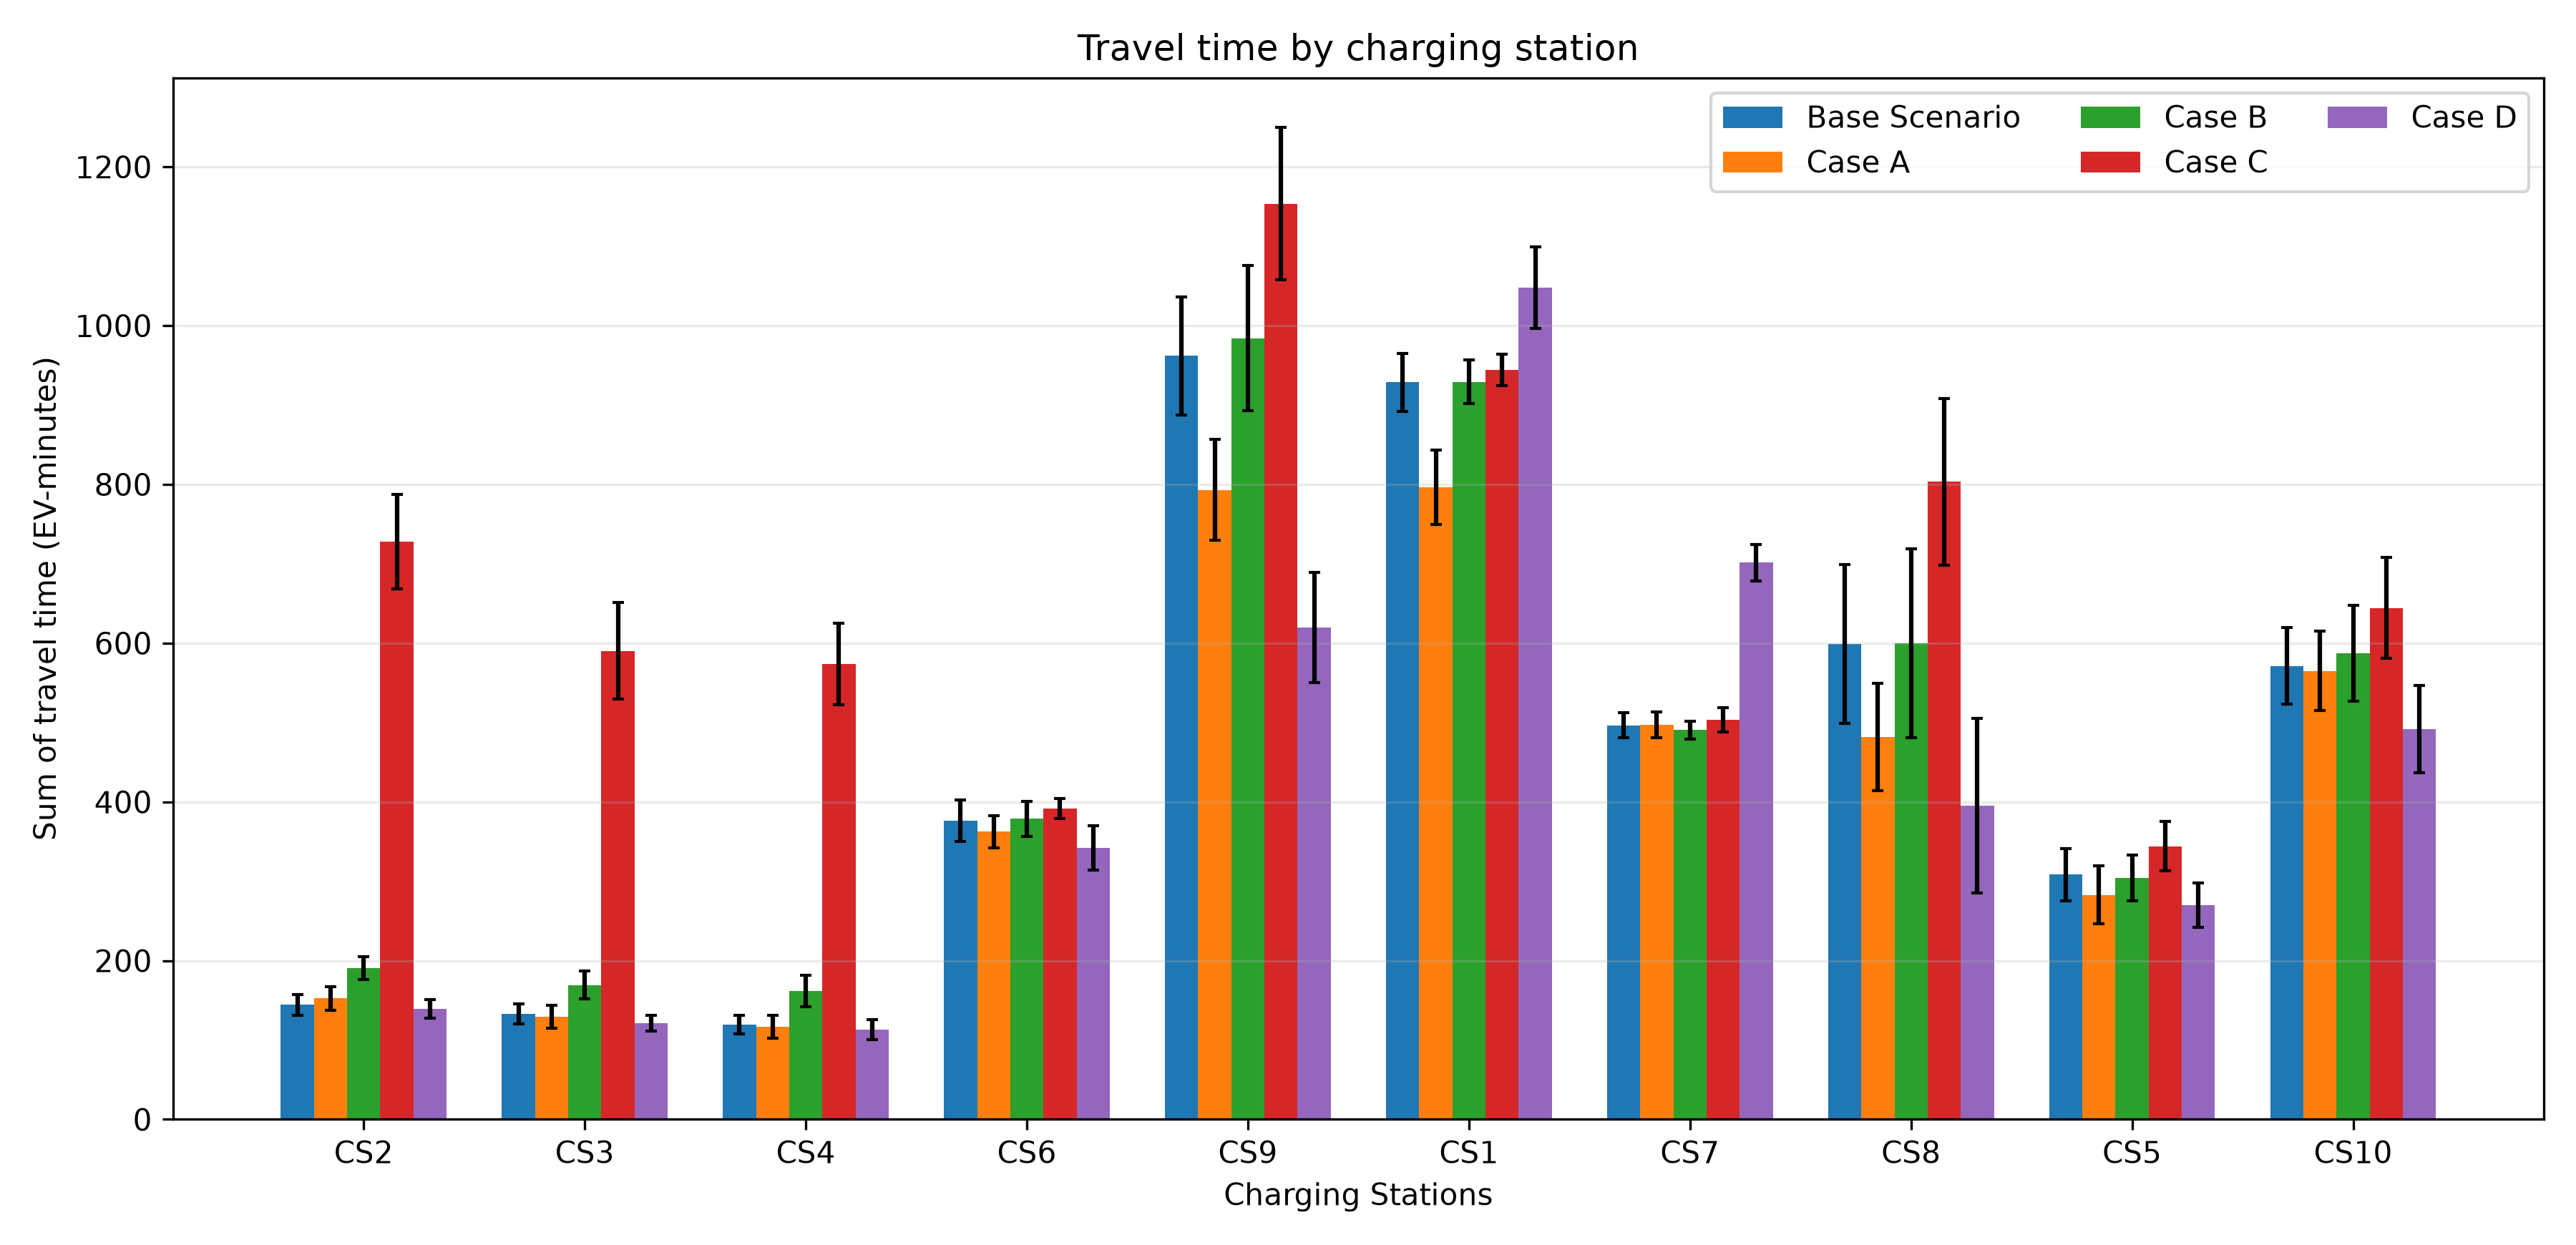 Travel time by charging station
Base Scenario
Case A
Case B
Case C
Case D
Sum of travel time (EV-minutes)
1200
1000
800
600
400
200
0
CS2 CS3 CS4 CS6 CS9 CS1 CS7 CS8 CS5 CS10
Charging Stations